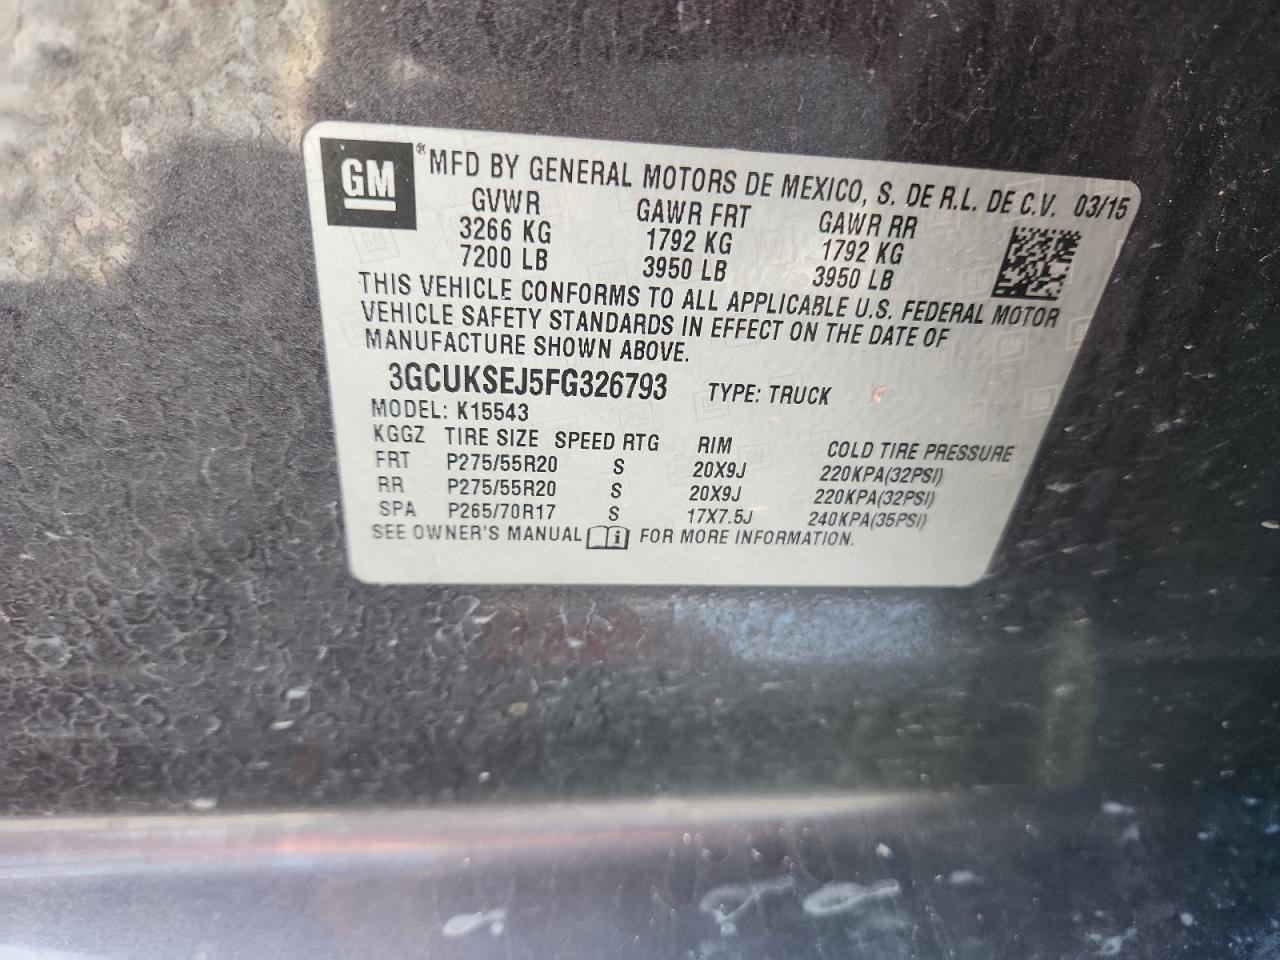 GM
® MFD BY GENERAL MOTORS DE MEXICO, S. DE R.L. DE C.V. 03/15
GVWR GAWR FRT GAWR RR
3266 KG 1792 KG 1792 KG
7200 LB 3950 LB 3950 LB
THIS VEHICLE CONFORMS TO ALL APPLICABLE U.S. FEDERAL MOTOR
VEHICLE SAFETY STANDARDS IN EFFECT ON THE DATE OF
MANUFACTURE SHOWN ABOVE.
3GCUKSEJ5FG326793 TYPE: TRUCK
MODEL: K15543
KGGZ TIRE SIZE SPEED RTG RIM COLD TIRE PRESSURE
FRT P275/55R20 S 20X9J 220KPA(32PSI)
RR P275/55R20 S 20X9J 220KPA(32PSI)
SPA P265/70R17 S 17X7.5J 240KPA(35PSI)
SEE OWNER'S MANUAL FOR MORE INFORMATION.